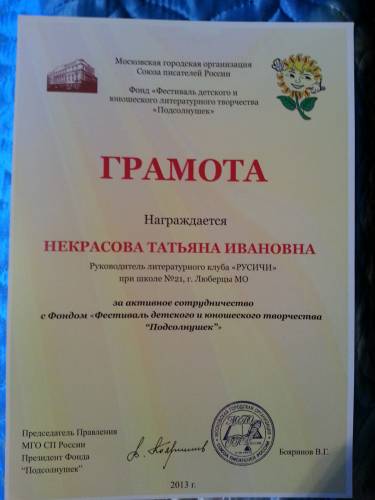 Московская городская организация
Союза писателей России
Фонд «Фестиваль детского и
юношеского литературного творчества
«Подсолнушек»
ГРАМОТА
Награждается
НЕКРАСОВА ТАТЬЯНА ИВАНОВНА
Руководитель литературного клуба «РУСИЧИ»
при школе №21, г. Люберцы МО
за активное сотрудничество
с Фондом «Фестиваль детского и юношеского творчества
“Подсолнушек”»
Председатель Правления
МГО СП России
Президент Фонда
“Подсолнушек”
Бояринов В.Г.
2013 г.